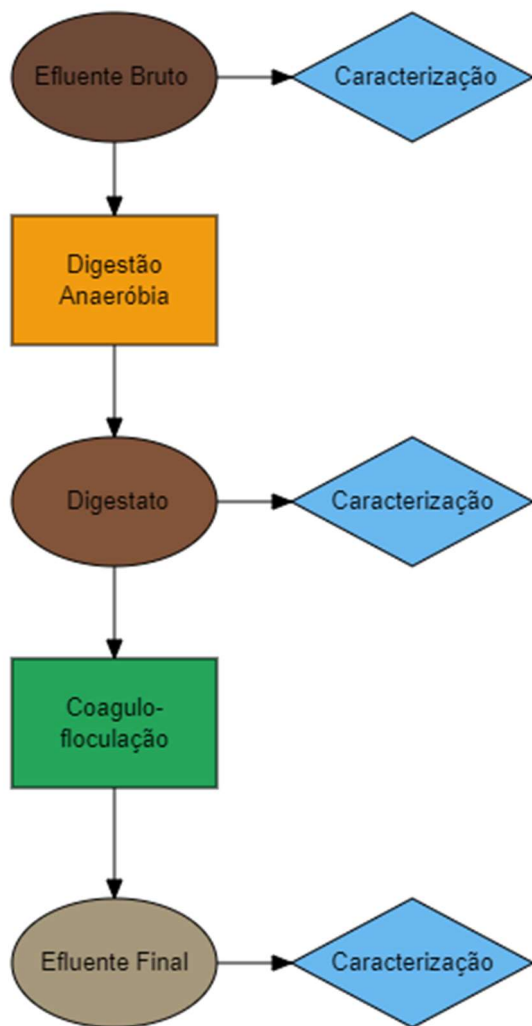 Efluente Bruto
Caracterização
Digestão
Anaeróbia
Digestato
Caracterização
Coagulo-
floculação
Efluente Final
Caracterização